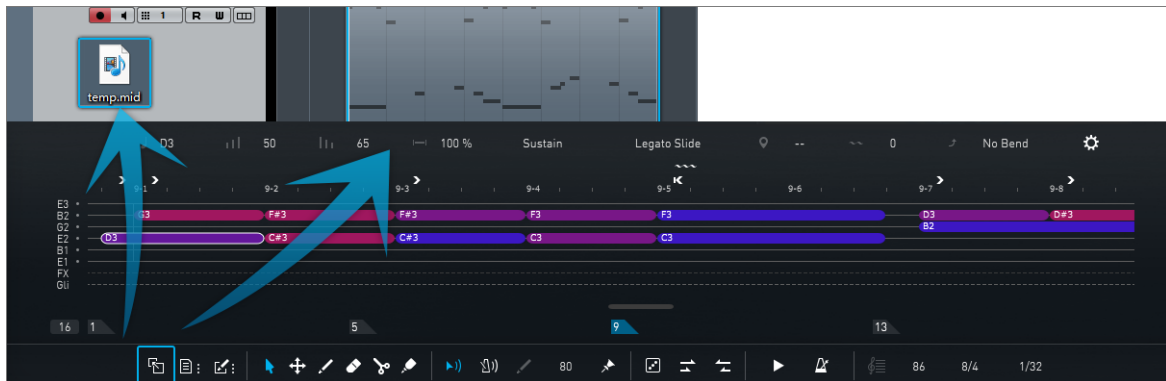 1 R W
temp.mid
D3 50 65 100 % Sustain Legato Slide -- 0 No Bend
9-1 9-2 9-3 9-4 9-5 9-6 9-7 9-8
E3
B2 G3 F#3 F#3 F3 F3 D3 D#3
G2 B2
E2 D3 C#3 C#3 C3 C3
B1
E1
FX
Gli
16 1 5 9 13
80 86 8/4 1/32